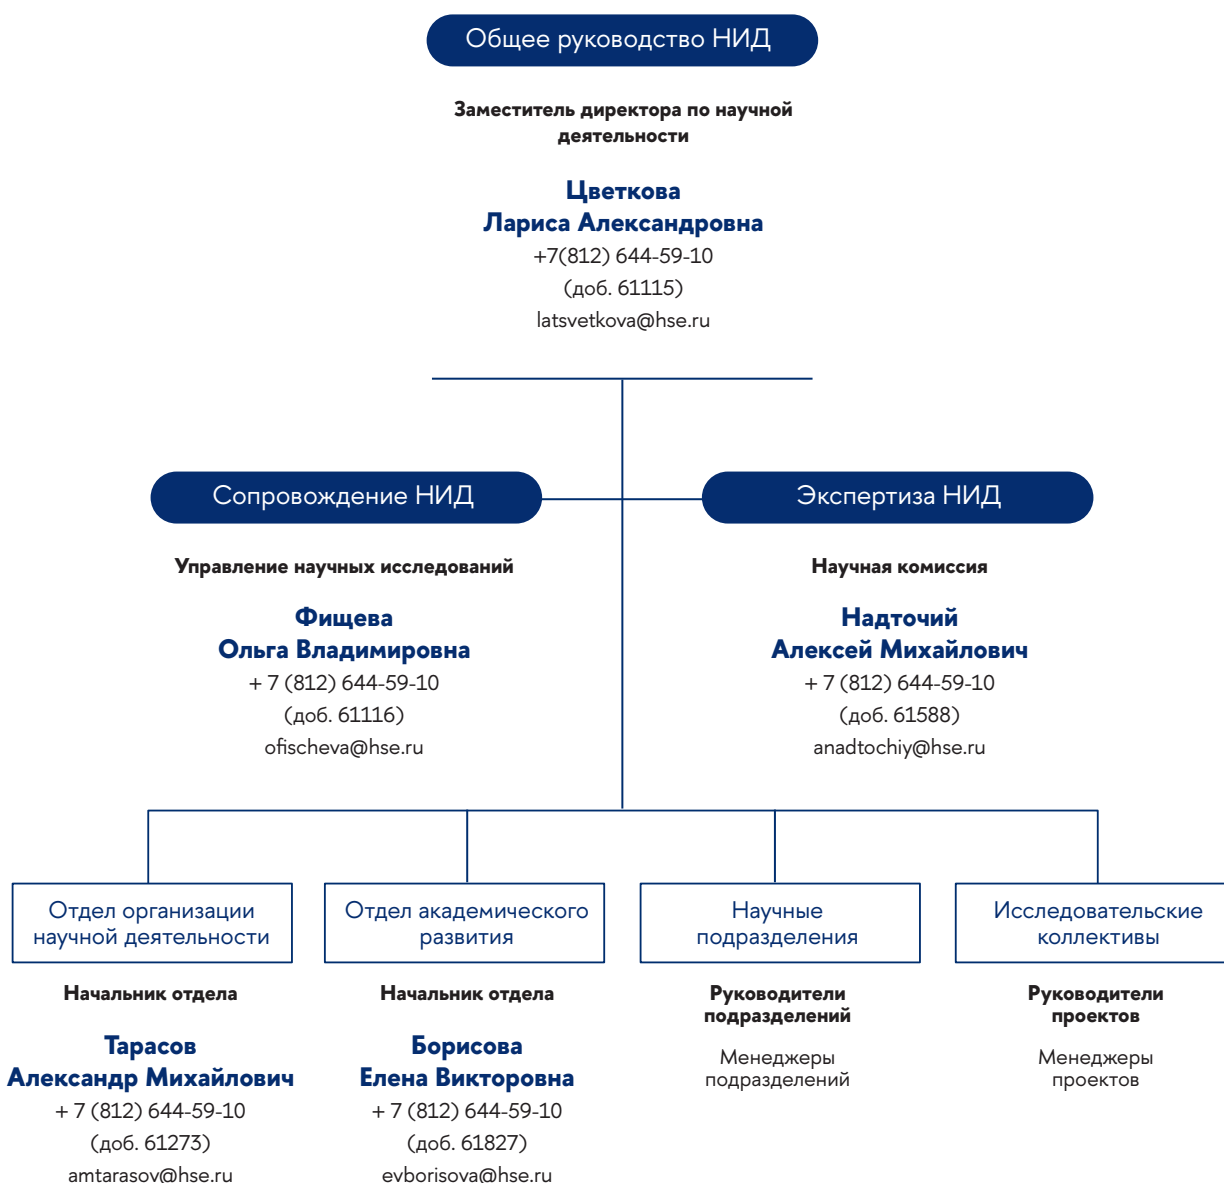 Общее руководство НИД
Заместитель директора по научной
деятельности
Цветкова
Лариса Александровна
+7(812) 644-59-10
(доб. 61115)
latsvetkova@hse.ru
Сопровождение НИД
Управление научных исследований
Фищева
Ольга Владимировна
+ 7 (812) 644-59-10
(доб. 61116)
ofischeva@hse.ru
Экспертиза НИД
Научная комиссия
Надточий
Алексей Михайлович
+ 7 (812) 644-59-10
(доб. 61588)
anadtochiy@hse.ru
Отдел организации
научной деятельности
Начальник отдела
Тарасов
Александр Михайлович
+ 7 (812) 644-59-10
(доб. 61273)
amtarasov@hse.ru
Отдел академического
развития
Начальник отдела
Борисова
Елена Викторовна
+ 7 (812) 644-59-10
(доб. 61827)
evborisova@hse.ru
Научные
подразделения
Руководители
подразделений
Менеджеры
подразделений
Исследовательские
коллективы
Руководители
проектов
Менеджеры
проектов